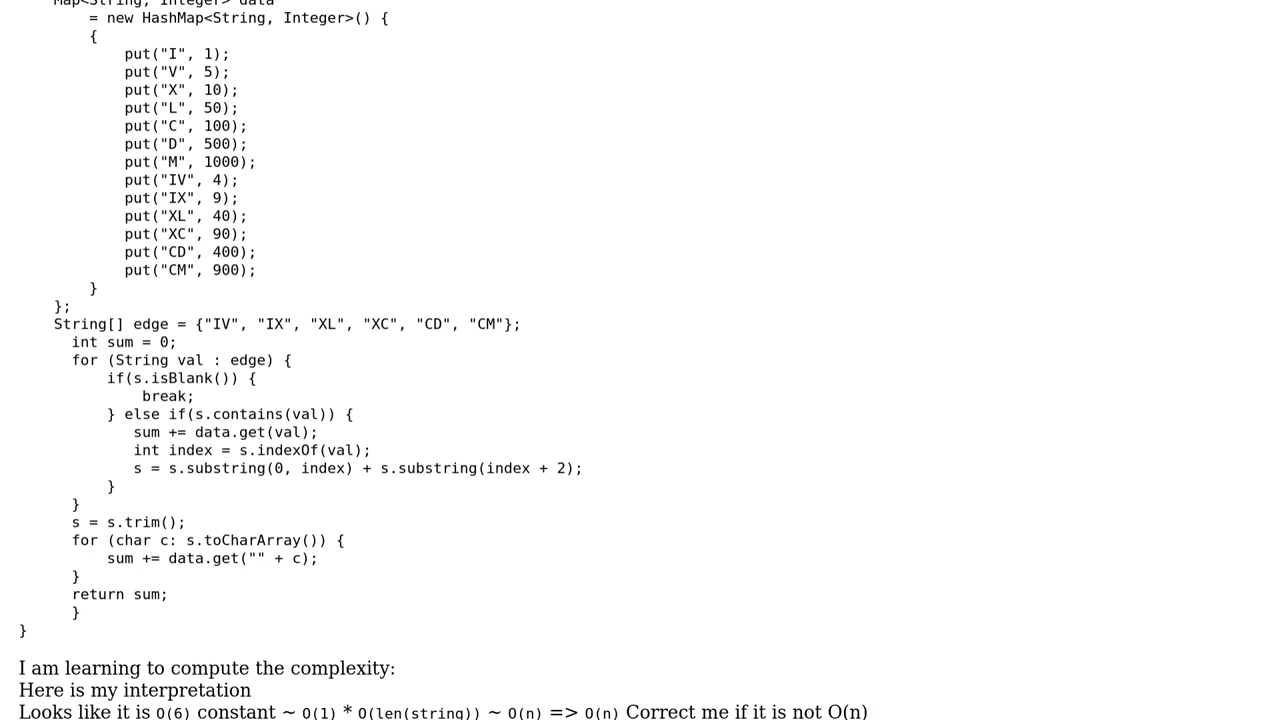 Map<String, Integer> data
= new HashMap<String, Integer>() {
{
put("I", 1);
put("V", 5);
put("X", 10);
put("L", 50);
put("C", 100);
put("D", 500);
put("M", 1000);
put("IV", 4);
put("IX", 9);
put("XL", 40);
put("XC", 90);
put("CD", 400);
put("CM", 900);
}
};
String[] edge = {"IV", "IX", "XL", "XC", "CD", "CM"};
int sum = 0;
for (String val : edge) {
if(s.isBlank()) {
break;
} else if(s.contains(val)) {
sum += data.get(val);
int index = s.indexOf(val);
s = s.substring(0, index) + s.substring(index + 2);
}
}
s = s.trim();
for (char c: s.toCharArray()) {
sum += data.get("" + c);
}
return sum;
}
}
I am learning to compute the complexity:
Here is my interpretation
Looks like it is O(6) constant ~ O(1) * O(len(string)) ~ O(n) => O(n) Correct me if it is not O(n)